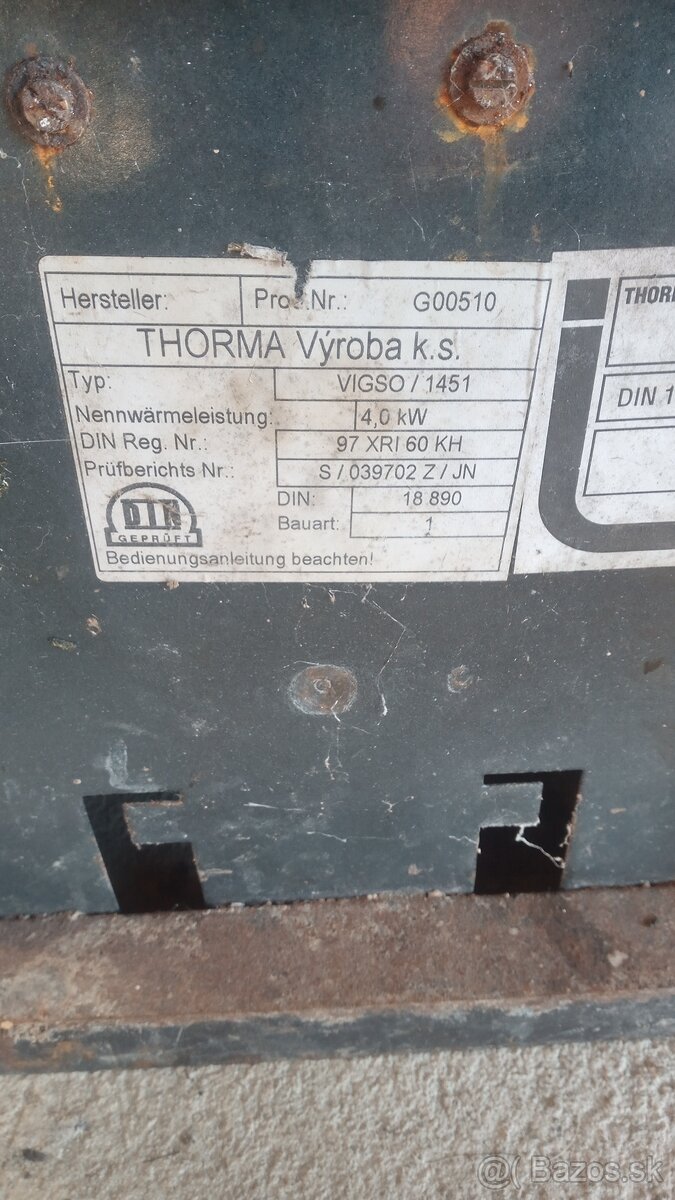 Hersteller: Prod.Nr.: G00510
THORMA Výroba k.s.
Typ: VIGSO / 1451
Nennwärmeleistung: 4,0 kW
DIN Reg. Nr.: 97 XRI 60 KH
Prüfberichts Nr.: S / 039702 Z / JN
DIN: 18 890
Bauart: 1
DIN
GEPRÜFT
Bedienungsanleitung beachten!
THOR
DIN 1
@( Bazos.sk